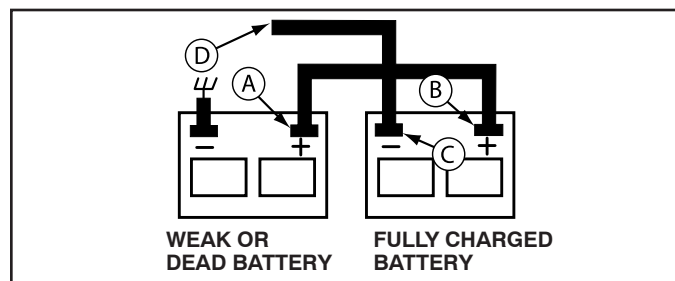 D
A
B
C
− + − +
WEAK OR
DEAD BATTERY
FULLY CHARGED
BATTERY